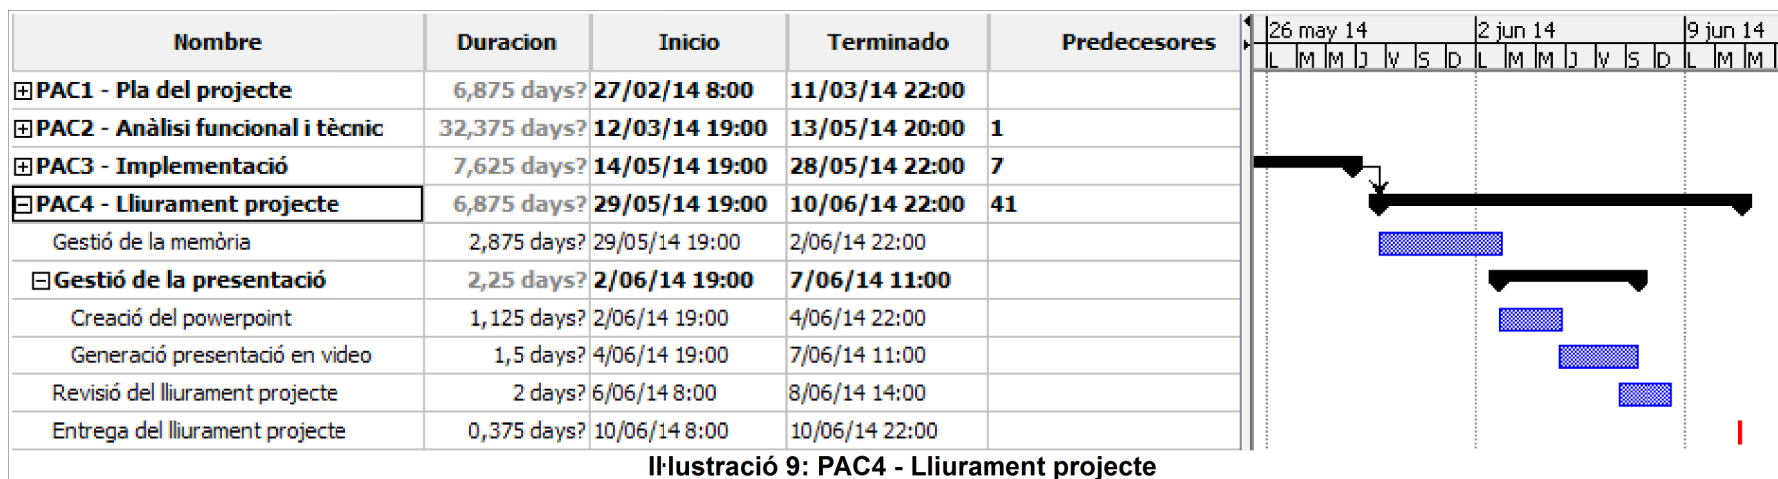 Nombre Duracion Inicio Terminado Predecesores 26 may 14 2 jun 14 9 jun 14
L M M J V S D L M M J V S D L M M
PAC1 - Pla del projecte 6,875 days? 27/02/14 8:00 11/03/14 22:00
PAC2 - Anàlisi funcional i tècnic 32,375 days? 12/03/14 19:00 13/05/14 20:00 1
PAC3 - Implementació 7,625 days? 14/05/14 19:00 28/05/14 22:00 7
PAC4 - Lliurament projecte 6,875 days? 29/05/14 19:00 10/06/14 22:00 41
Gestió de la memòria 2,875 days? 29/05/14 19:00 2/06/14 22:00
Gestió de la presentació 2,25 days? 2/06/14 19:00 7/06/14 11:00
Creació del powerpoint 1,125 days? 2/06/14 19:00 4/06/14 22:00
Generació presentació en video 1,5 days? 4/06/14 19:00 7/06/14 11:00
Revisió del lliurament projecte 2 days? 6/06/14 8:00 8/06/14 14:00
Entrega del lliurament projecte 0,375 days? 10/06/14 8:00 10/06/14 22:00
Il·lustració 9: PAC4 - Lliurament projecte